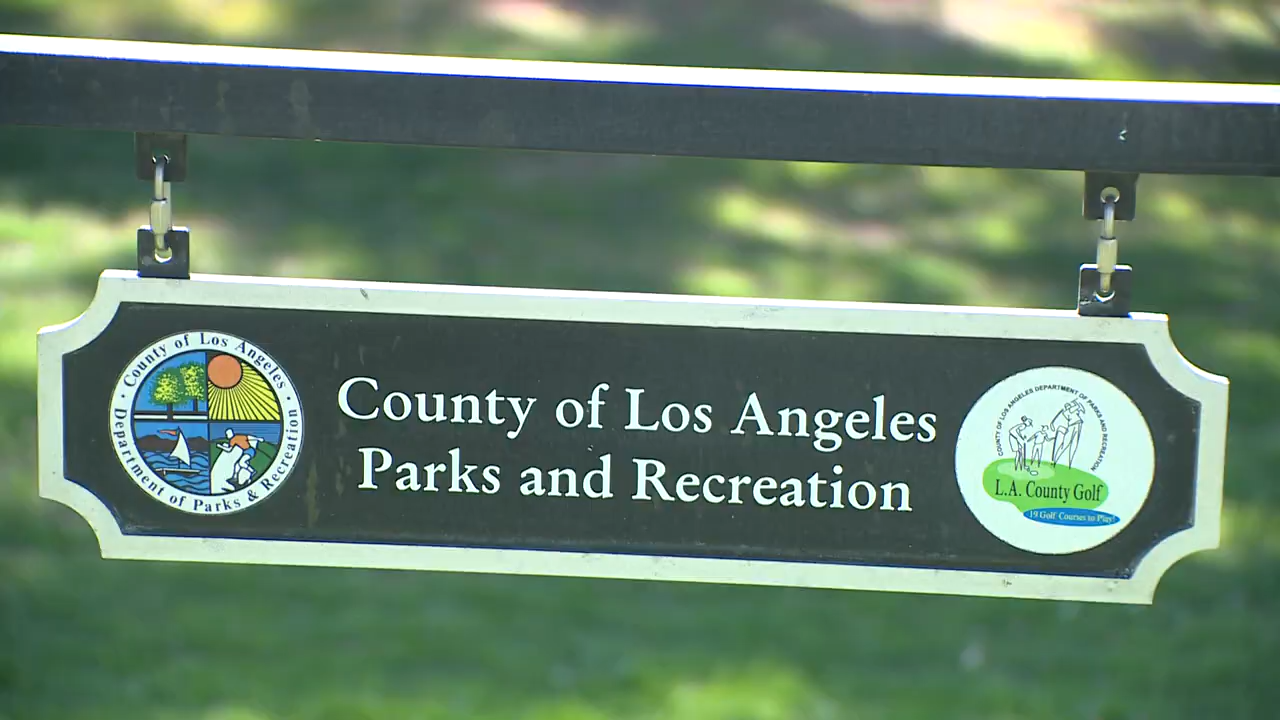 County of Los Angeles
Department of Parks & Recreation
County of Los Angeles
Parks and Recreation
COUNTY OF LOS ANGELES DEPARTMENT OF PARKS AND RECREATION
L.A. County Golf
19 Golf Courses to Play!